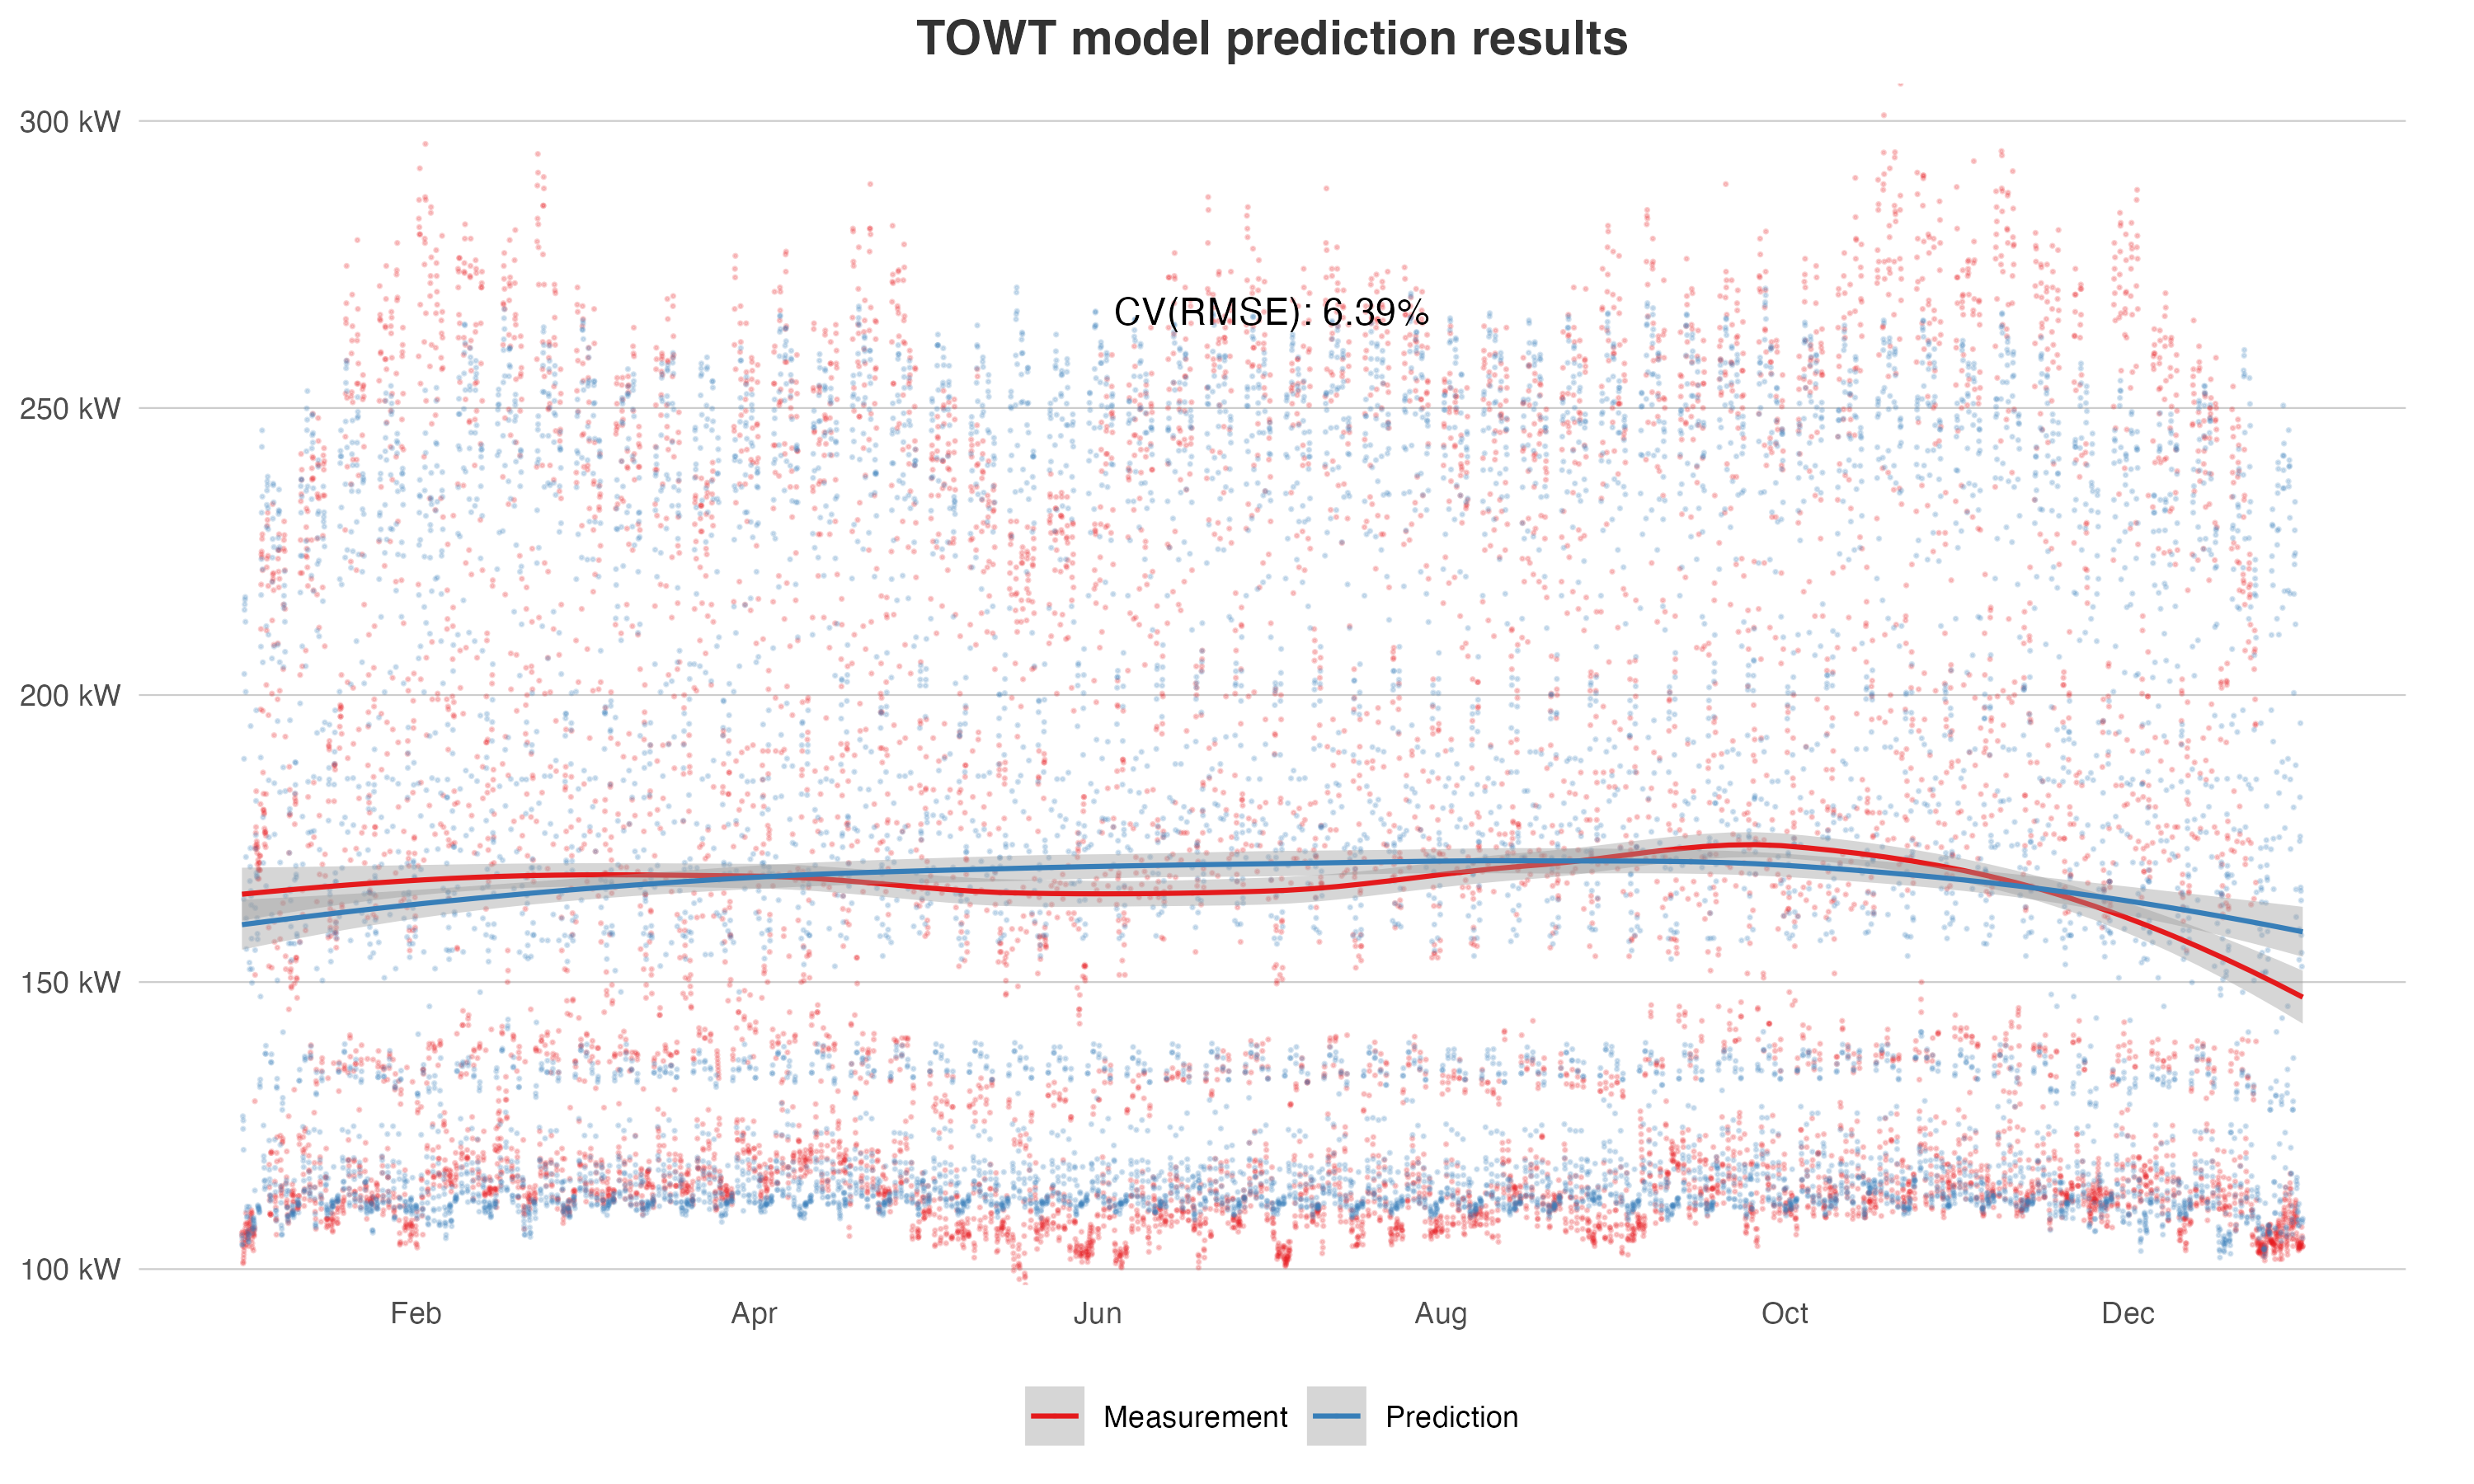 TOWT model prediction results
300 kW
CV(RMSE): 6.39%
250 kW
200 kW
150 kW
100 kW
Feb Apr Jun Aug Oct Dec
Measurement Prediction